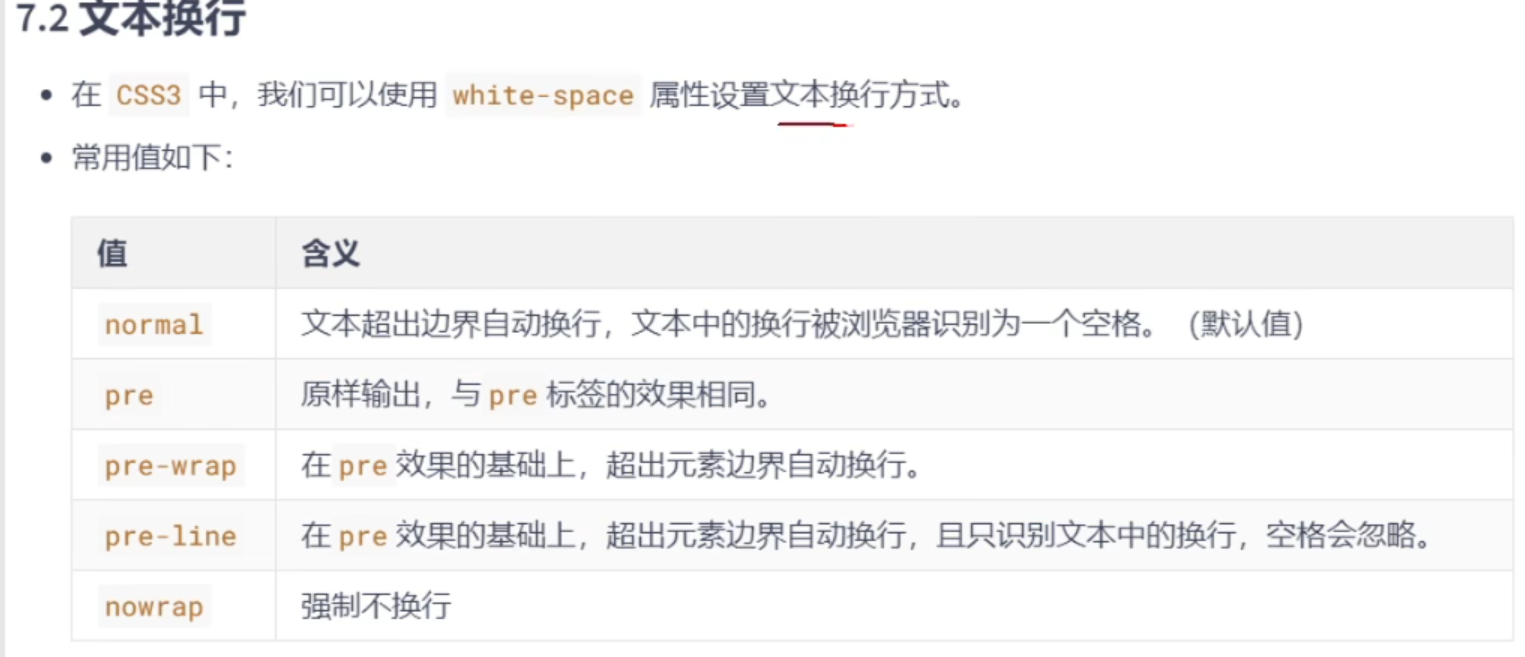 7.2 文本换行
在 CSS3 中，我们可以使用 white-space 属性设置文本换行方式。
常用值如下：
值 含义
normal 文本超出边界自动换行，文本中的换行被浏览器识别为一个空格。（默认值）
pre 原样输出，与 pre 标签的效果相同。
pre-wrap 在 pre 效果的基础上，超出元素边界自动换行。
pre-line 在 pre 效果的基础上，超出元素边界自动换行，且只识别文本中的换行，空格会忽略。
nowrap 强制不换行